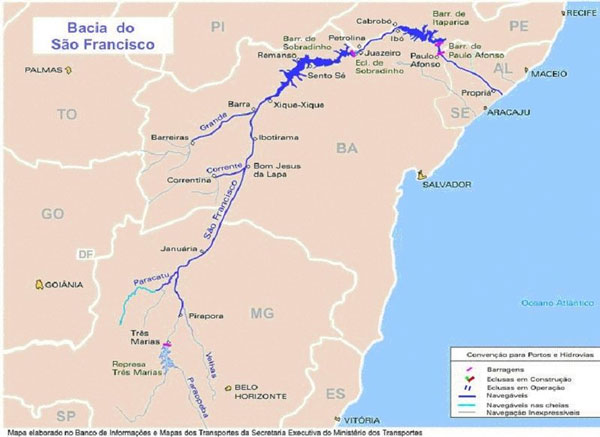 Bacia do
São Francisco
PI
PE
RECIFE
Cabrobó
Barr. de
Itaparica
Ibó
Petrolina
Barr. de
Sobradinho
Juazeiro
Barr. de
Paulo Afonso
Remanso
Ecl. de
Sobradinho
Paulo
Afonso
AL
MACEIO
Sento Sé
PALMAS
Propriá
Xique-Xique
Barra
SE
ARACAJU
TO
Grande
Barreiras
Ibotirama
BA
Corrente
Bom Jesus
da Lapa
Correntina
SALVADOR
São Francisco
GO
DF
Januária
GOIÂNIA
Paracatu
Oceano Atlântico
Pirapora
MG
Três
Marias
Velhas
Represa
Três Marias
Paraopeba
BELO
HORIZONTE
ES
SP
VITÓRIA
Convenção para Portos e Hidrovias
Barragens
Eclusas em Construção
Eclusas em Operação
Navegáveis
Navegáveis nas cheias
Navegação Inexpressíveis
Mapa elaborado no Banco de Informações e Mapas dos Transportes da Secretaria Executiva do Ministério dos Transportes